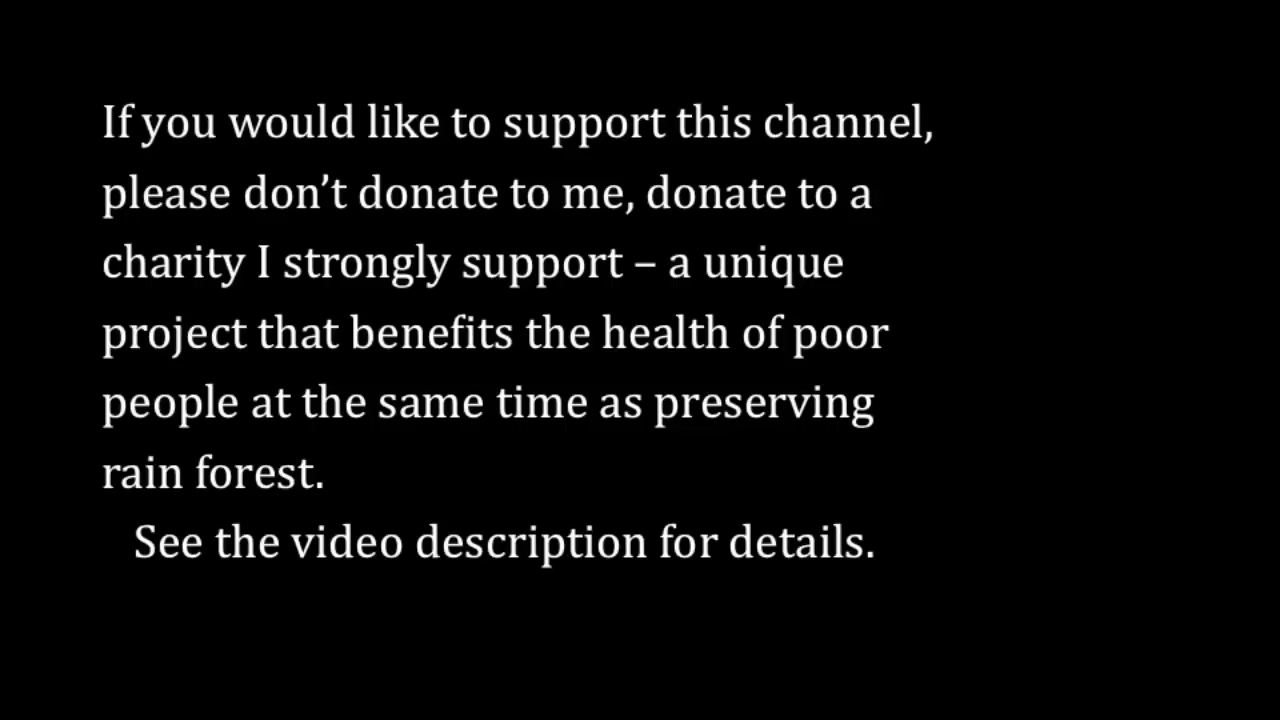 If you would like to support this channel,
please don’t donate to me, donate to a
charity I strongly support – a unique
project that benefits the health of poor
people at the same time as preserving
rain forest.
See the video description for details.